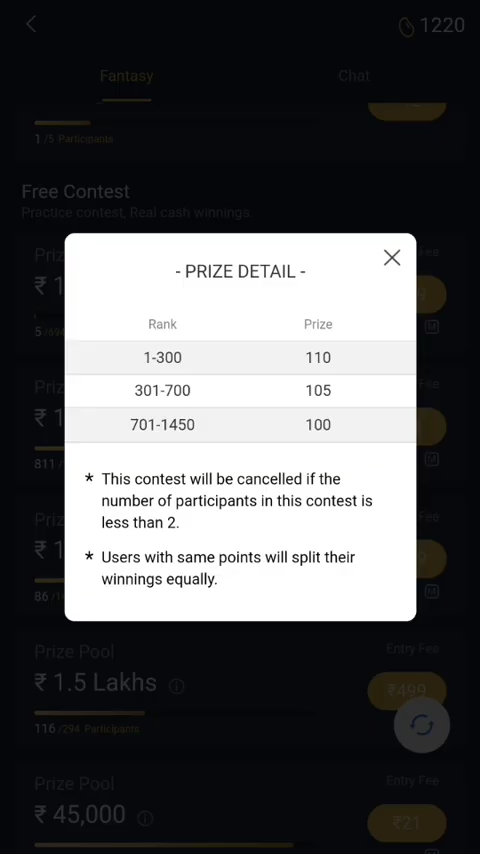 1220
Fantasy Chat
1/5 Participants
Free Contest
Practice contest, Real cash winnings
- PRIZE DETAIL -
Rank Prize
1-300 110
301-700 105
701-1450 100
* This contest will be cancelled if the
number of participants in this contest is
less than 2.
* Users with same points will split their
winnings equally.
811
86
Prize Pool Entry Fee
₹ 1.5 Lakhs ₹499
116/294 Participants
Prize Pool Entry Fee
₹ 45,000 ₹21